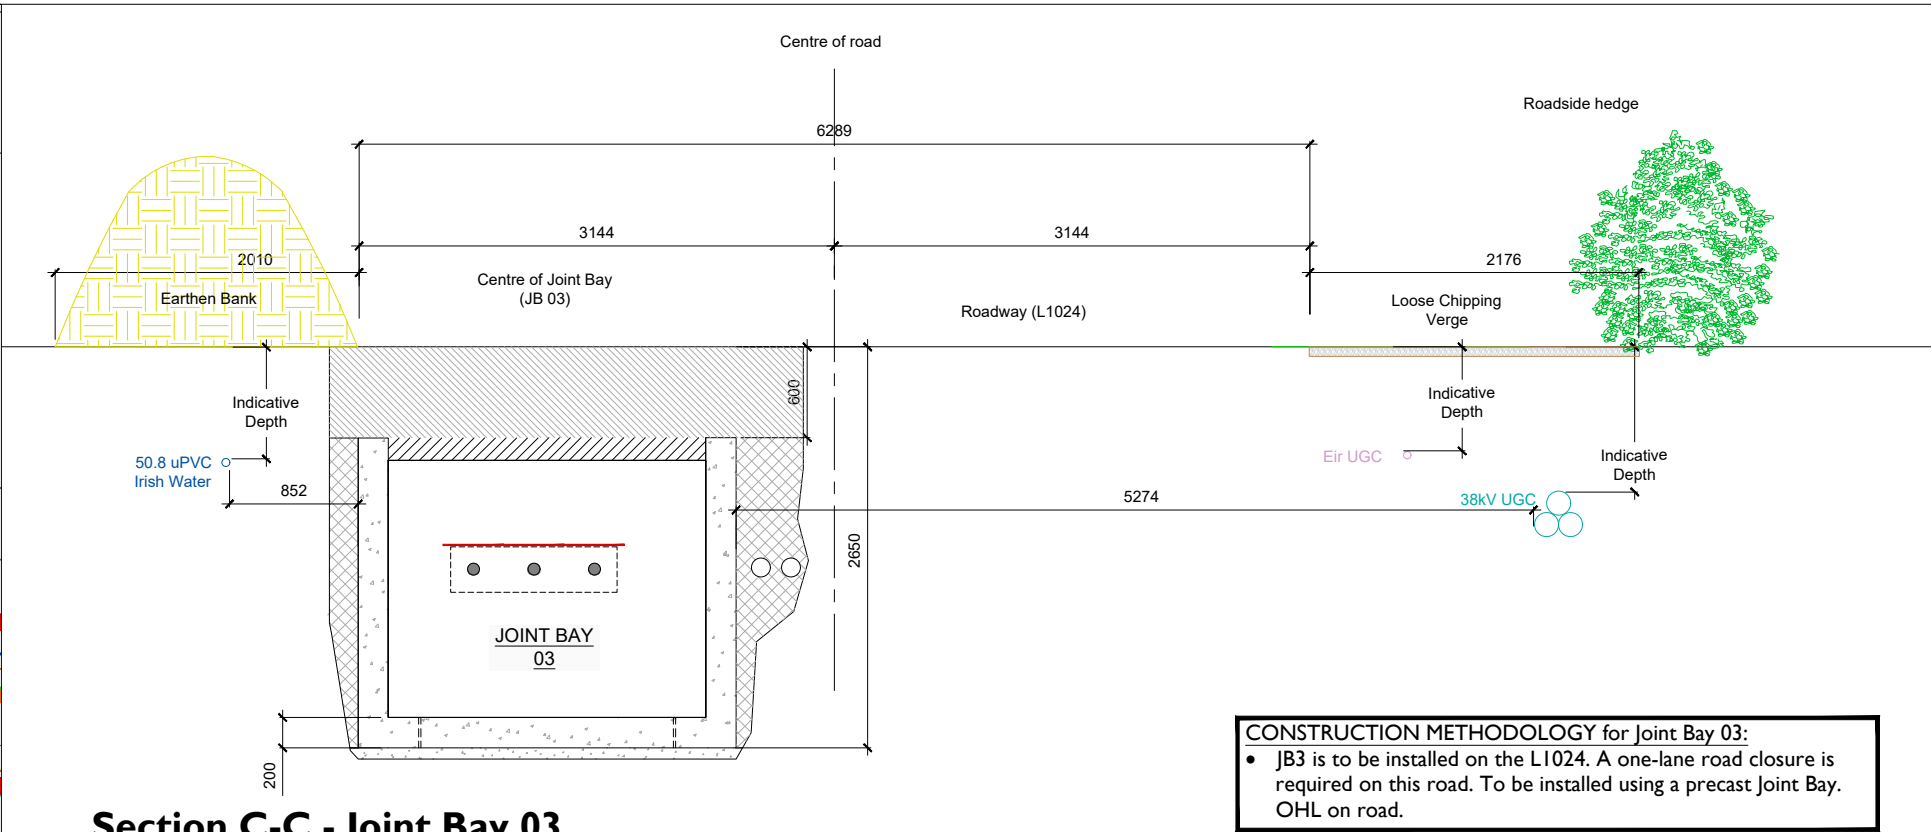 Centre of road
Roadside hedge
6289
3144
3144
2010
2176
Centre of Joint Bay
(JB 03)
Earthen Bank
Roadway (L1024)
Loose Chipping
Verge
600
Indicative
Depth
Indicative
Depth
50.8 uPVC
Irish Water
Eir UGC
Indicative
Depth
852
5274
38kV UGC
2650
JOINT BAY
03
200
CONSTRUCTION METHODOLOGY for Joint Bay 03:
• JB3 is to be installed on the L1024. A one-lane road closure is
required on this road. To be installed using a precast Joint Bay.
OHL on road.
Section C-C - Joint Bay 03